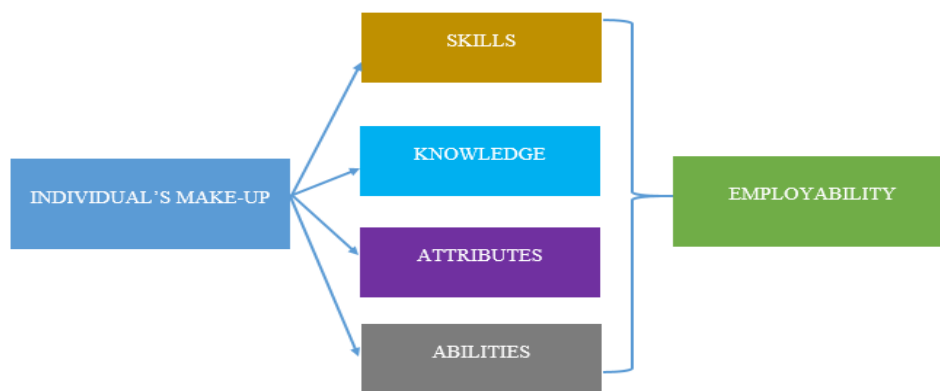 SKILLS
KNOWLEDGE
INDIVIDUAL’S MAKE-UP
EMPLOYABILITY
ATTRIBUTES
ABILITIES